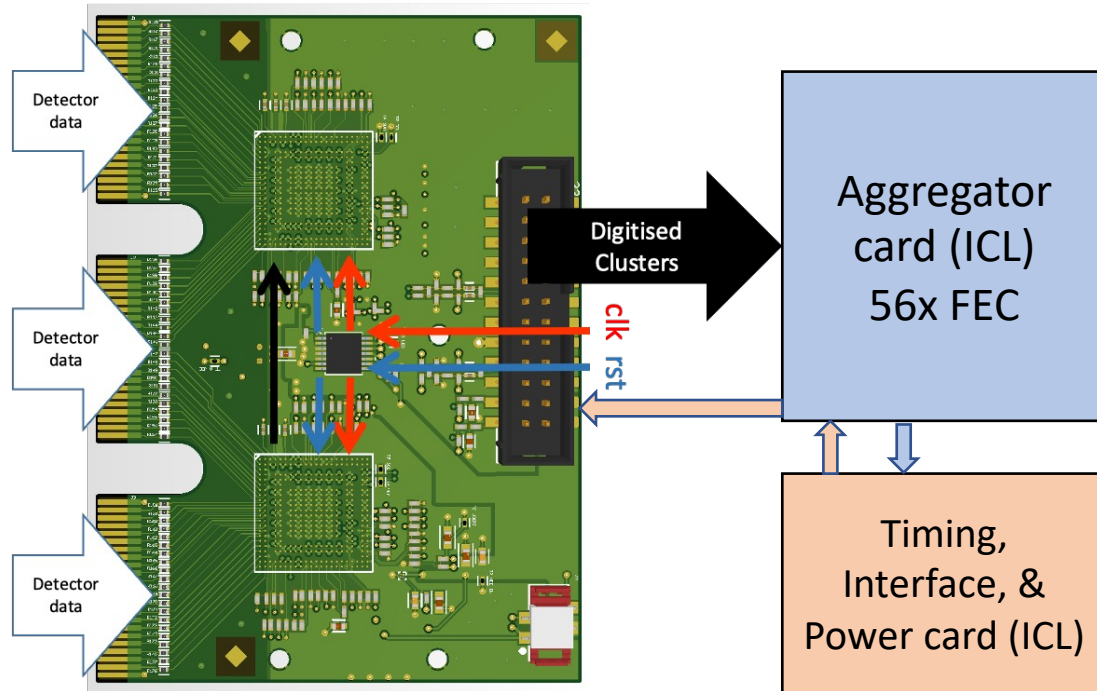 Detector
data
Detector
data
Detector
data
Digitised
Clusters
clk
rst
Aggregator
card (ICL)
56x FEC
Timing,
Interface, &
Power card (ICL)